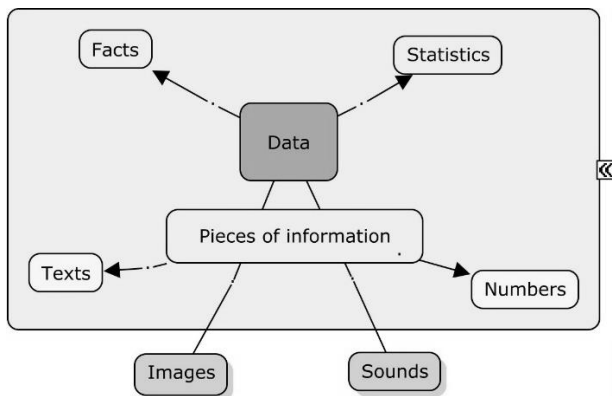 Facts
Statistics
Data
Pieces of information
Texts
Numbers
Images
Sounds